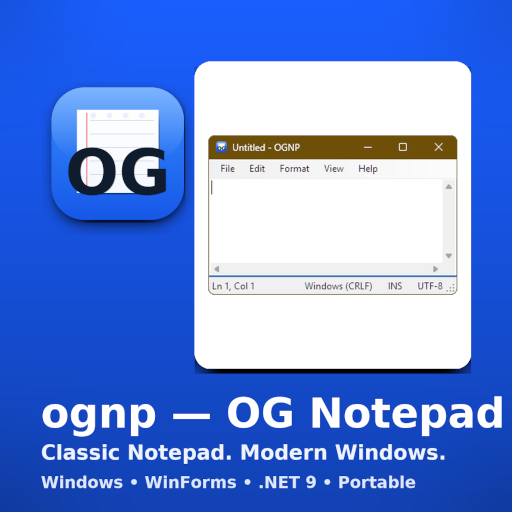 OG
Untitled - OGNP
File Edit Format View Help
Ln 1, Col 1 Windows (CRLF) INS UTF-8
ognp — OG Notepad
Classic Notepad. Modern Windows.
Windows • WinForms • .NET 9 • Portable